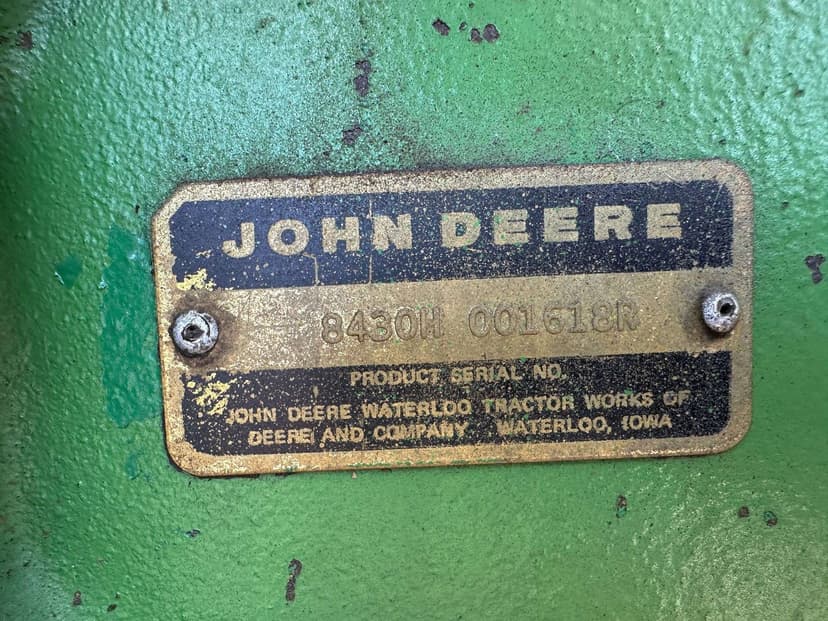 JOHN DEERE
8430H 001618R
PRODUCT SERIAL NO.
JOHN DEERE WATERLOO TRACTOR WORKS OF
DEERE AND COMPANY WATERLOO, IOWA